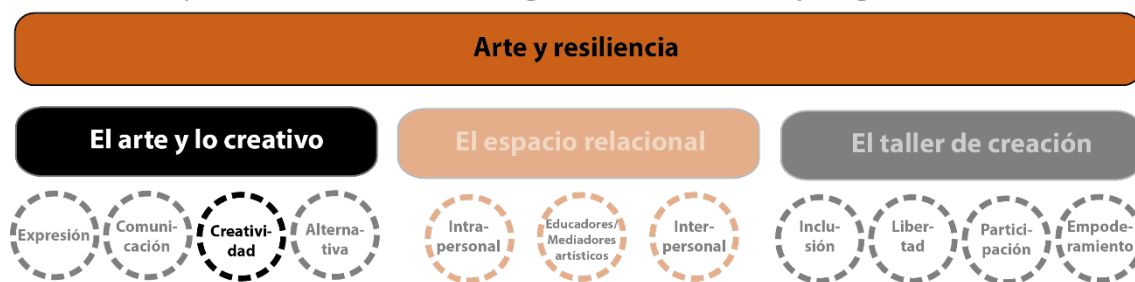 Arte y resiliencia
El arte y lo creativo
El espacio relacional
El taller de creación
Expresión
Comuni-
cación
Creativi-
dad
Alterna-
tiva
Intra-
personal
Educadores/
Mediadores
artísticos
Inter-
personal
Inclu-
sión
Liber-
tad
Partici-
pación
Empode-
ramiento